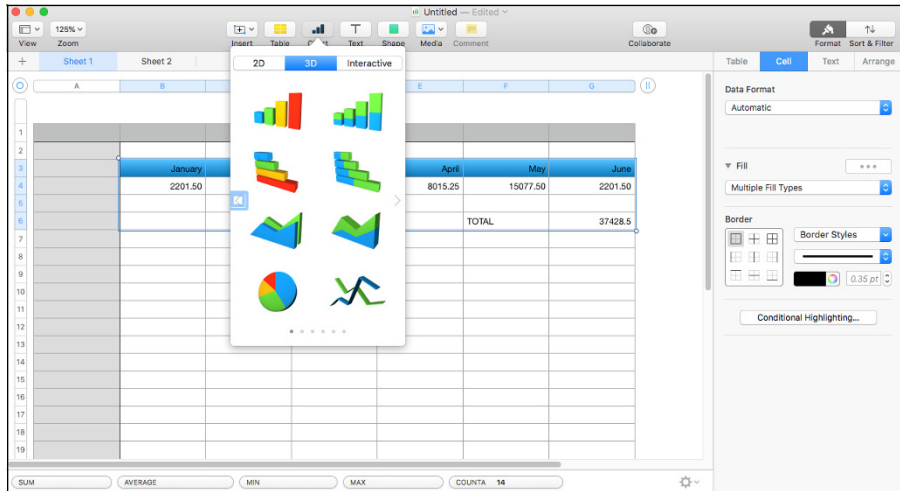 Untitled — Edited
125%
View
Zoom
Insert
Table
Text
Shape
Media
Comment
Collaborate
Format
Sort & Filter
+
Sheet 1
Sheet 2
2D
3D
Interactive
Table
Cell
Text
Arrange
A
B
E
F
G
Data Format
Automatic
1
2
3
January
April
May
June
4
2201.50
8015.25
15077.50
2201.50
5
6
TOTAL
37428.5
7
8
9
10
11
12
13
14
15
16
17
18
19
Fill
Multiple Fill Types
Border
Border Styles
0.35 pt
Conditional Highlighting...
SUM
AVERAGE
MIN
MAX
COUNTA 14